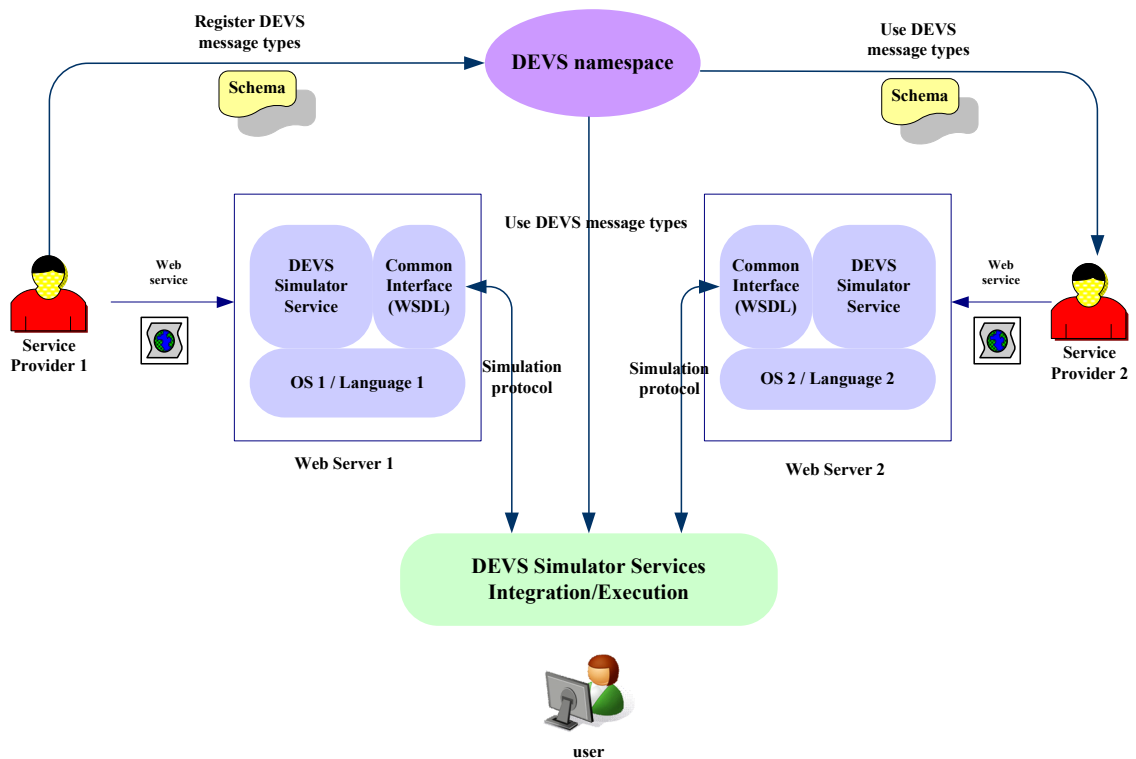 Register DEVS
message types
Schema
DEVS namespace
Use DEVS
message types
Schema
Use DEVS message types
DEVS
Simulator
Service
Common
Interface
(WSDL)
OS 1 / Language 1
Web Server 1
Web
service
Service
Provider 1
Simulation
protocol
Common
Interface
(WSDL)
DEVS
Simulator
Service
OS 2 / Language 2
Web Server 2
Web
service
Service
Provider 2
Simulation
protocol
DEVS Simulator Services
Integration/Execution
user